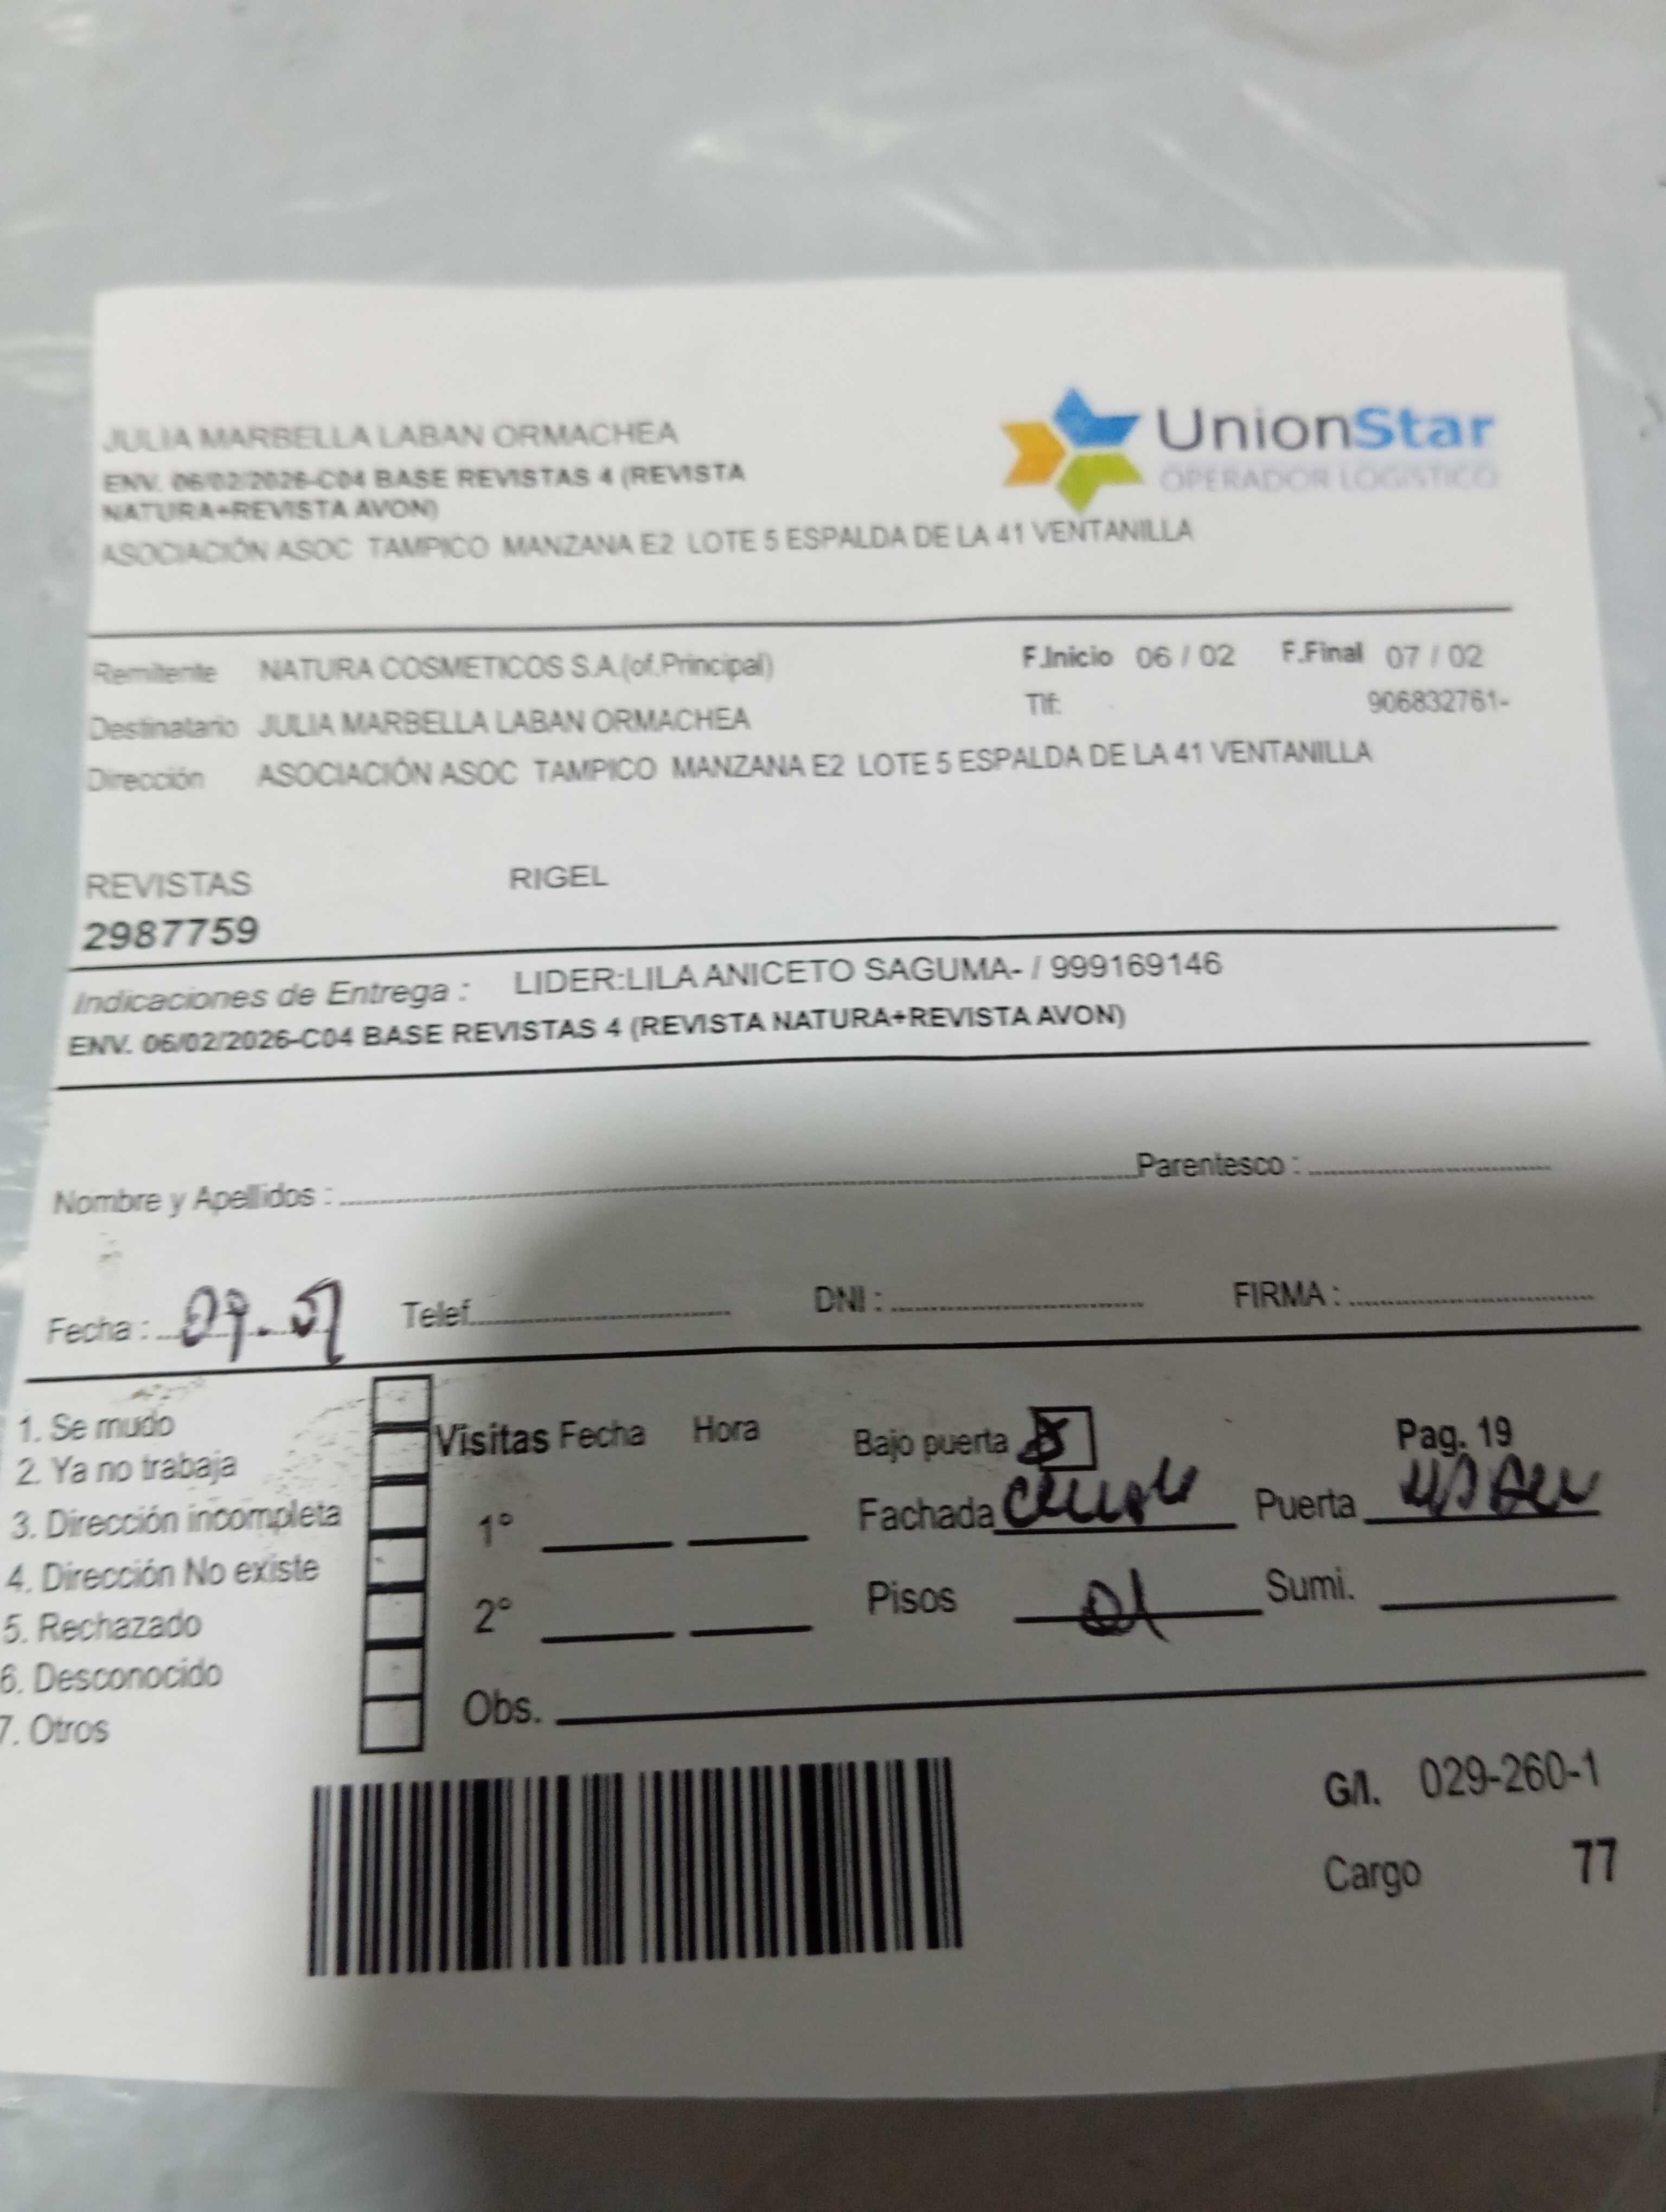 JULIA MARBELLA LABAN ORMACHEA
ENV. 06/02/2026-C04 BASE REVISTAS 4 (REVISTA
NATURA+REVISTA AVON)
ASOCIACIÓN ASOC TAMPICO MANZANA E2 LOTE 5 ESPALDA DE LA 41 VENTANILLA
UnionStar
OPERADOR LOGÍSTICO
Remitente NATURA COSMETICOS S.A.(of.Principal) F.Inicio 06 / 02 F.Final 07 / 02
Destinatario JULIA MARBELLA LABAN ORMACHEA Tlf: 906832761-
Dirección ASOCIACIÓN ASOC TAMPICO MANZANA E2 LOTE 5 ESPALDA DE LA 41 VENTANILLA
REVISTAS RIGEL
2987759
Indicaciones de Entrega : LIDER:LILA ANICETO SAGUMA- / 999169146
ENV. 06/02/2026-C04 BASE REVISTAS 4 (REVISTA NATURA+REVISTA AVON)
Nombre y Apellidos : Parentesco :
Fecha : Telef. DNI : FIRMA :
1. Se mudo
2. Ya no trabaja
3. Dirección incompleta
4. Dirección No existe
5. Rechazado
6. Desconocido
7. Otros
Visitas Fecha Hora
1°
2°
Obs.
Bajo puerta Pag. 19
Fachada Puerta
Pisos 01 Sumi.
G/I. 029-260-1
Cargo 77